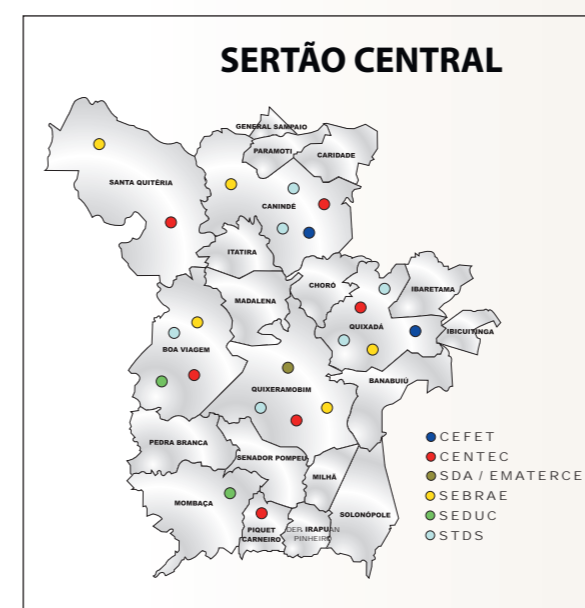 SERTÃO CENTRAL
GENERAL SAMPAIO
PARAMOTI
CARIDADE
SANTA QUITÉRIA
CANINDÉ
ITATIRA
CHORÓ
IBARETAMA
MADALENA
QUIXADÁ
IBICUITINGA
BOA VIAGEM
BANABUIÚ
QUIXERAMOBIM
PEDRA BRANCA
SENADOR POMPEU
MILHÃ
MOMBAÇA
SOLONÓPOLE
PIQUET
CARNEIRO
DEP. IRAPUAN
PINHEIRO
CEFET
CENTEC
SDA / EMATERCE
SEBRAE
SEDUC
STDS